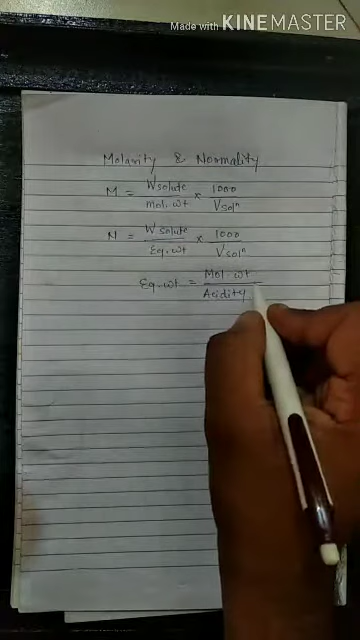 Made with KINEMASTER
Molarity & Normality
M = Wsolute / mol. wt × 1000 / Vsolⁿ
N = Wsolute / Eq. wt × 1000 / Vsolⁿ
Eq. wt = Mol. wt / Acidity